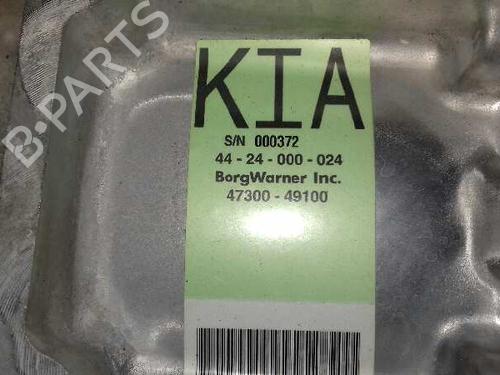 B-PARTS
KIA
S/N 000372
44 - 24 - 000 - 024
BorgWarner Inc.
47300 - 49100